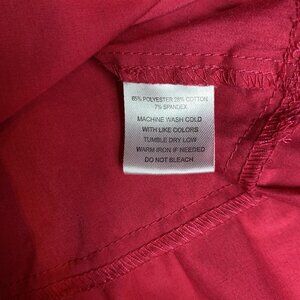 65% POLYESTER 28% COTTON
7% SPANDEX
MACHINE WASH COLD
WITH LIKE COLORS
TUMBLE DRY LOW
WARM IRON IF NEEDED
DO NOT BLEACH